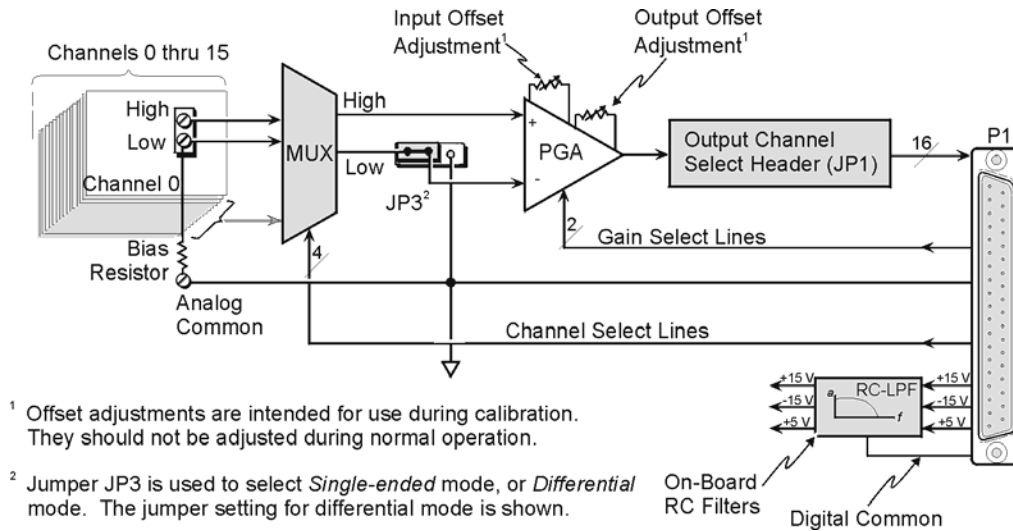 Channels 0 thru 15
High
Low
Channel 0
Bias
Resistor
Analog
Common
MUX
4
High
Low
JP3²
Input Offset
Adjustment¹
Output Offset
Adjustment¹
+
PGA
-
2
Output Channel
Select Header (JP1)
16
P1
Gain Select Lines
Channel Select Lines
+15 V
-15 V
+5 V
RC-LPF
a
f
+15 V
-15 V
+5 V
On-Board
RC Filters
Digital Common
¹ Offset adjustments are intended for use during calibration.
They should not be adjusted during normal operation.
² Jumper JP3 is used to select Single-ended mode, or Differential
mode. The jumper setting for differential mode is shown.